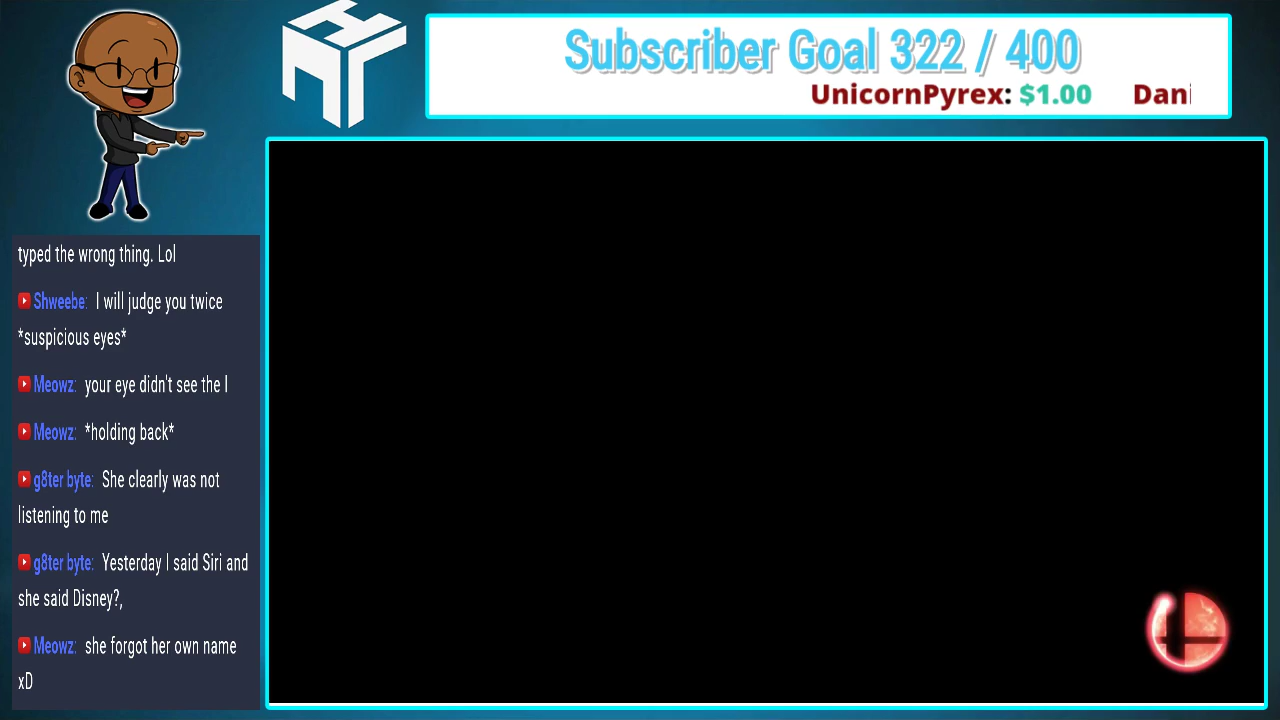 Subscriber Goal 322 / 400
UnicornPyrex: $1.00 Dani
typed the wrong thing. Lol
Shweebe: I will judge you twice
*suspicious eyes*
Meowz: your eye didn't see the I
Meowz: *holding back*
g8ter byte: She clearly was not
listening to me
g8ter byte: Yesterday I said Siri and
she said Disney?,
Meowz: she forgot her own name
xD